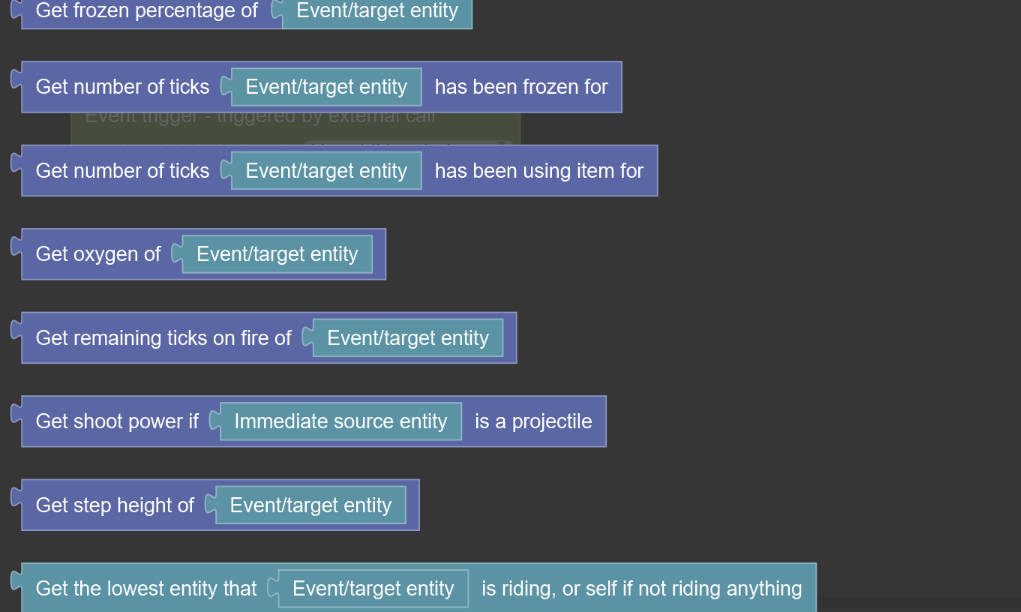 Get frozen percentage of Event/target entity
Get number of ticks Event/target entity has been frozen for
Event trigger - triggered by external call
Get number of ticks Event/target entity has been using item for
Get oxygen of Event/target entity
Get remaining ticks on fire of Event/target entity
Get shoot power if Immediate source entity is a projectile
Get step height of Event/target entity
Get the lowest entity that Event/target entity is riding, or self if not riding anything